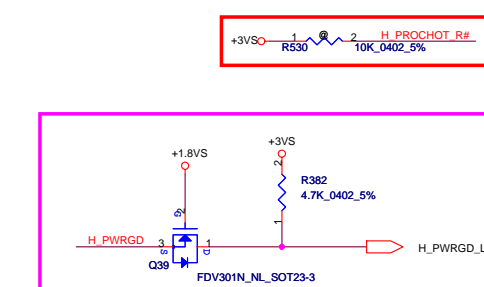 +3VS 1 @ 2 H_PROCHOT_R#
R530 10K_0402_5%
+1.8VS
+3VS
2
R382
4.7K_0402_5%
G
2
1
H_PWRGD 3 S 1 D
H_PWRGD_L
Q39
FDV301N_NL_SOT23-3